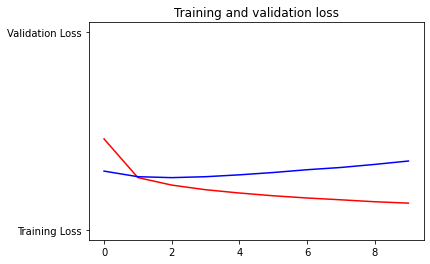 Training and validation loss
Validation Loss
Training Loss
0 2 4 6 8